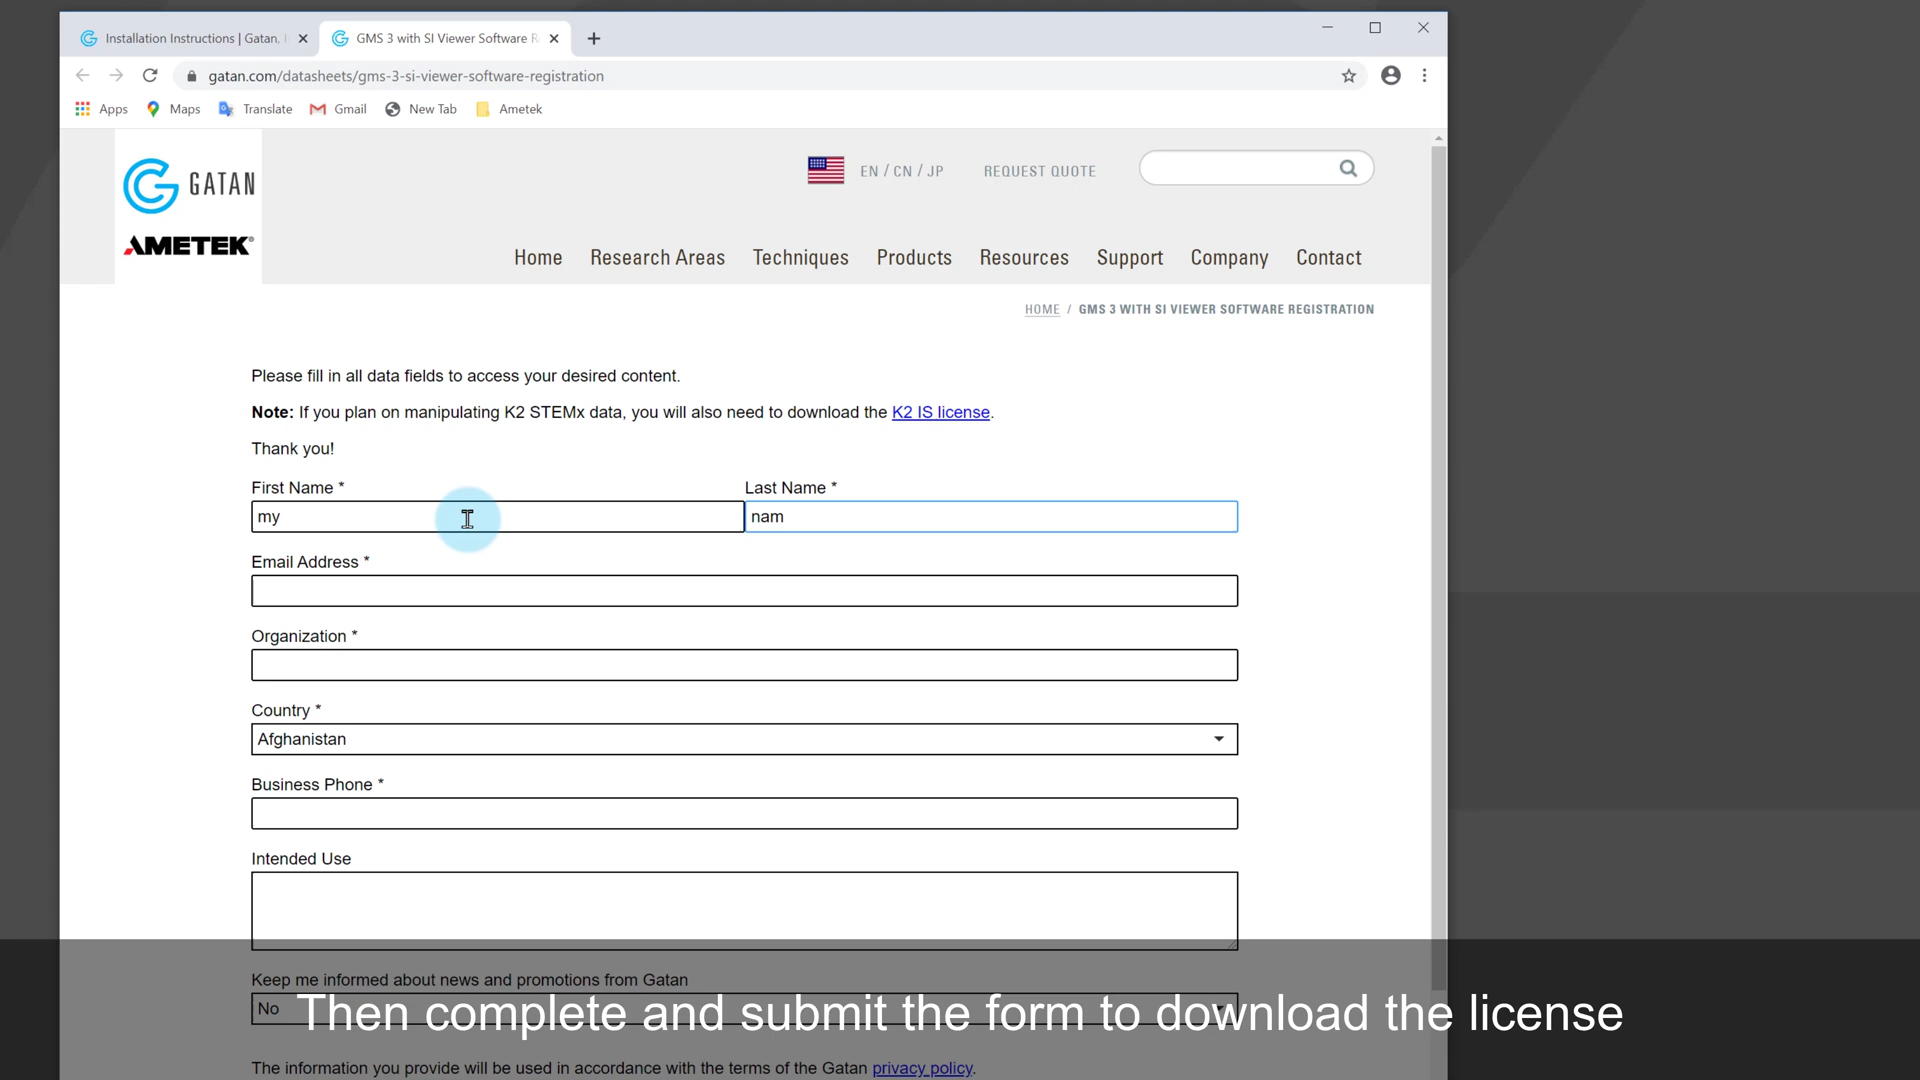 Installation Instructions | Gatan, I
GMS 3 with SI Viewer Software R
gatan.com/datasheets/gms-3-si-viewer-software-registration
Apps
Maps
Translate
Gmail
New Tab
Ametek
GATAN
AMETEK®
EN / CN / JP
REQUEST QUOTE
Home
Research Areas
Techniques
Products
Resources
Support
Company
Contact
HOME / GMS 3 WITH SI VIEWER SOFTWARE REGISTRATION
Please fill in all data fields to access your desired content.
Note: If you plan on manipulating K2 STEMx data, you will also need to download the K2 IS license.
Thank you!
First Name *
Last Name *
my
nam
Email Address *
Organization *
Country *
Afghanistan
Business Phone *
Intended Use
Keep me informed about news and promotions from Gatan
No
Then complete and submit the form to download the license
The information you provide will be used in accordance with the terms of the Gatan privacy policy.